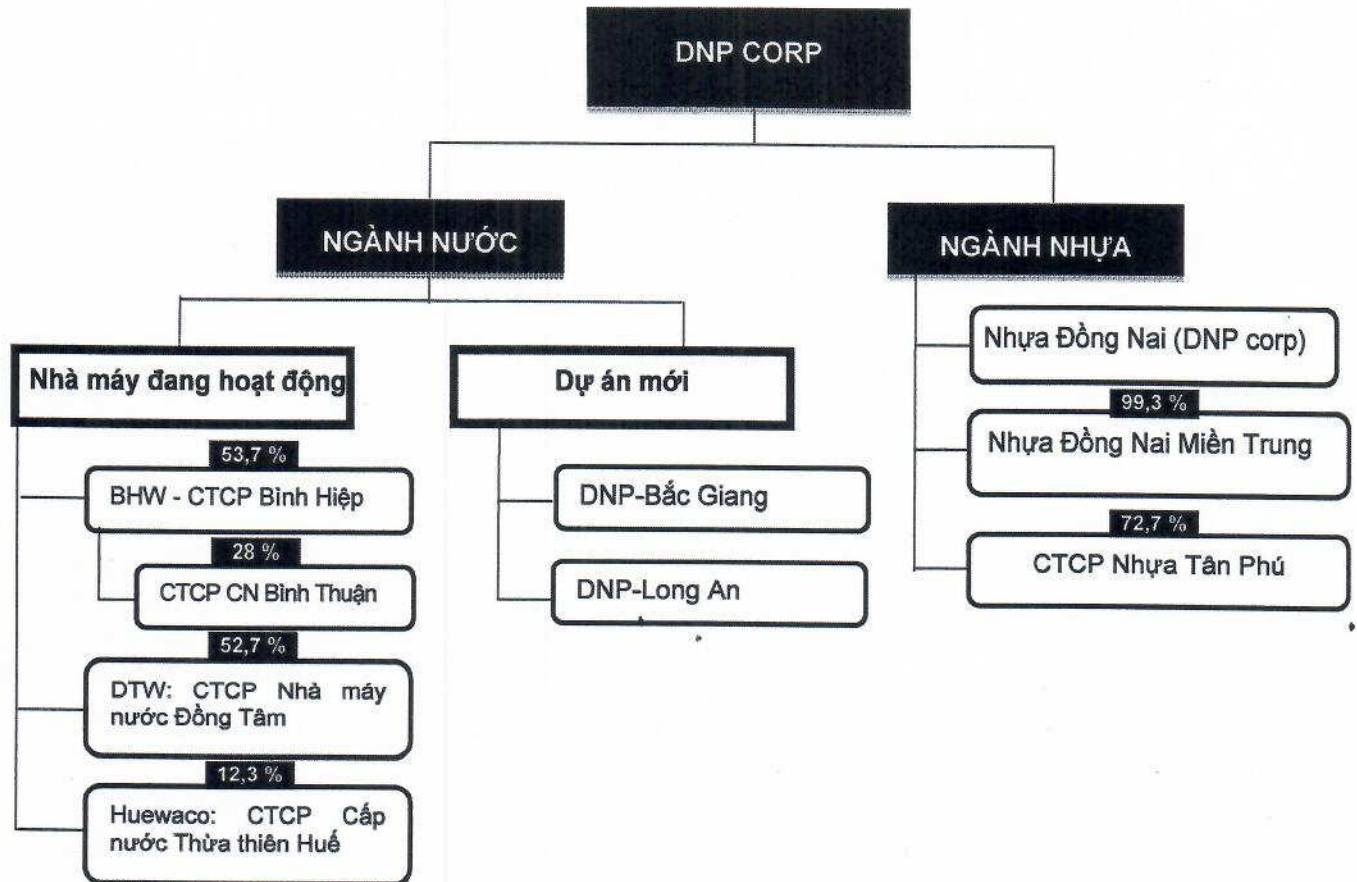 DNP CORP
NGÀNH NƯỚC
NGÀNH NHỰA
Nhà máy đang hoạt động
53,7 %
BHW - CTCP Bình Hiệp
28 %
CTCP CN Bình Thuận
52,7 %
DTW: CTCP Nhà máy
nước Đồng Tâm
12,3 %
Huewaco: CTCP Cấp
nước Thừa thiên Huế
Dự án mới
DNP-Bắc Giang
DNP-Long An
Nhựa Đồng Nai (DNP corp)
99,3 %
Nhựa Đồng Nai Miền Trung
72,7 %
CTCP Nhựa Tân Phú